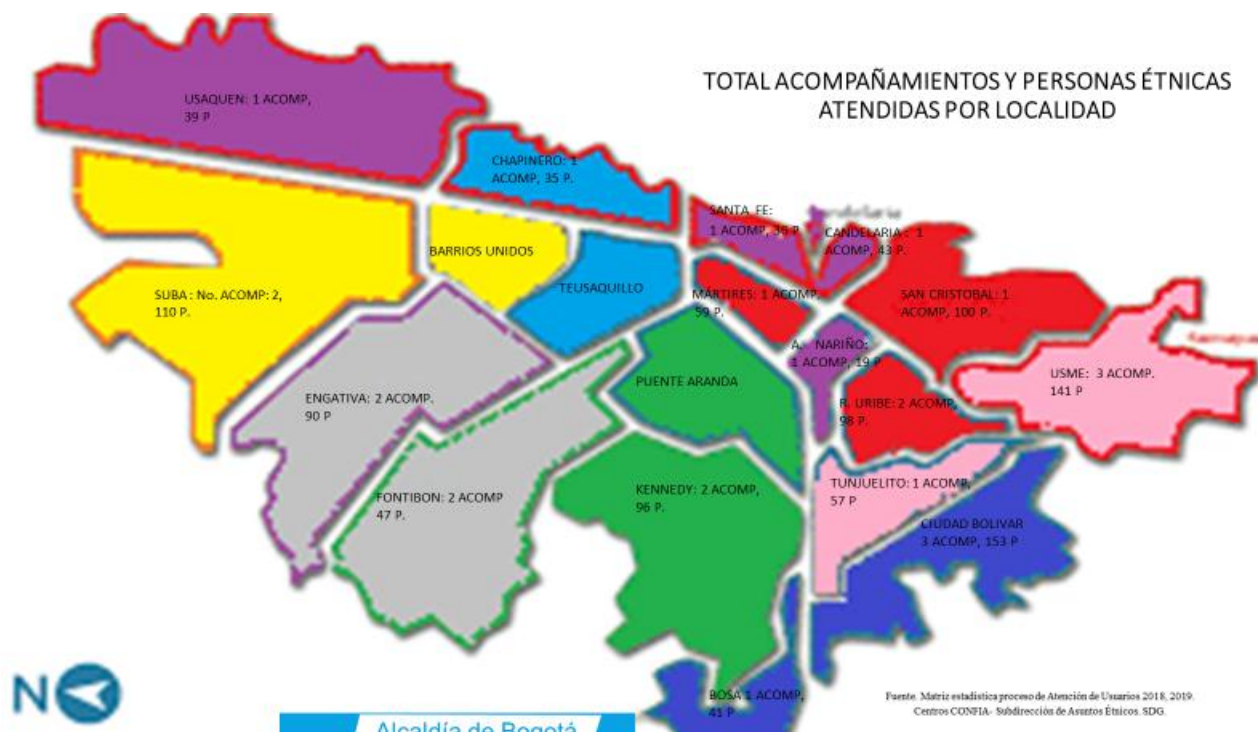 TOTAL ACOMPAÑAMIENTOS Y PERSONAS ÉTNICAS
ATENDIDAS POR LOCALIDAD
USAQUEN: 1 ACOMP,
39 P
CHAPINERO: 1
ACOMP, 35 P.
SANTA FE:
1 ACOMP, 36 P
CANDELARIA : 1
ACOMP, 43 P.
BARRIOS UNIDOS
TEUSAQUILLO
SUBA : No. ACOMP: 2,
110 P.
MÁRTIRES: 1 ACOMP.
59 P.
SAN CRISTOBAL: 1
ACOMP, 100 P.
A. NARIÑO:
1 ACOMP, 19 P
USME: 3 ACOMP.
141 P
PUENTE ARANDA
ENGATIVA: 2 ACOMP.
90 P
R. URIBE: 2 ACOMP,
98 P.
FONTIBON: 2 ACOMP
47 P.
KENNEDY: 2 ACOMP,
96 P.
TUNJUELITO: 1 ACOMP,
57 P
CIUDAD BOLIVAR
3 ACOMP, 153 P
BOSA 1 ACOMP,
41 P
N
Alcaldía de Bogotá
Fuente. Matriz estadística proceso de Atención de Usuarios 2018, 2019.
Centros CONFIA- Subdirección de Asuntos Étnicos. SDG.